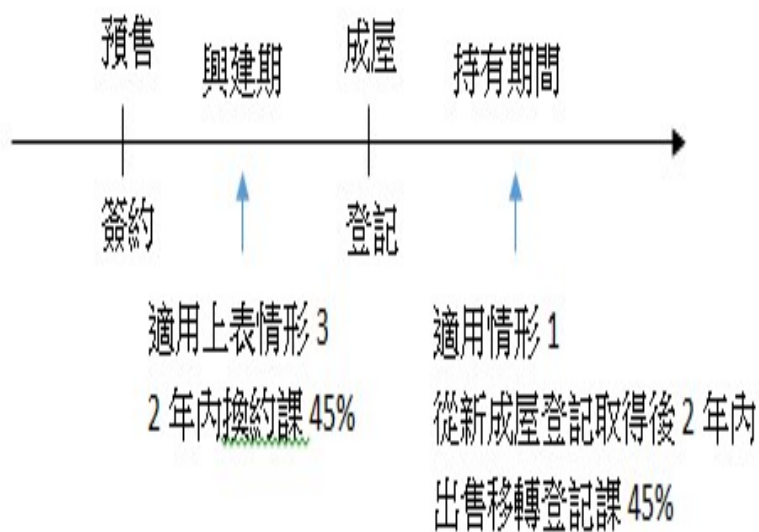 預售
興建期
成屋
持有期間
簽約
登記
適用上表情形 3
2 年內換約課 45%
適用情形 1
從新成屋登記取得後 2 年內
出售移轉登記課 45%